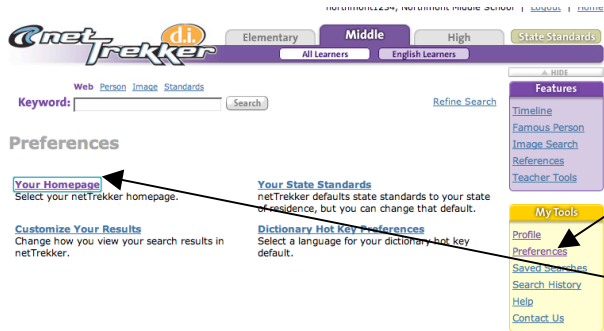 northmont1234, Northmont Middle School | Logout | Home
netTrekker d.i.
Elementary Middle High State Standards
All Learners English Learners
HIDE
Web Person Image Standards
Keyword: Search Refine Search
Features
Timeline
Famous Person
Image Search
References
Teacher Tools
Preferences
Your Homepage
Select your netTrekker homepage.
Your State Standards
netTrekker defaults state standards to your state
of residence, but you can change that default.
Customize Your Results
Change how you view your search results in
netTrekker.
Dictionary Hot Key Preferences
Select a language for your dictionary hot key
default.
My Tools
Profile
Preferences
Saved Searches
Search History
Help
Contact Us